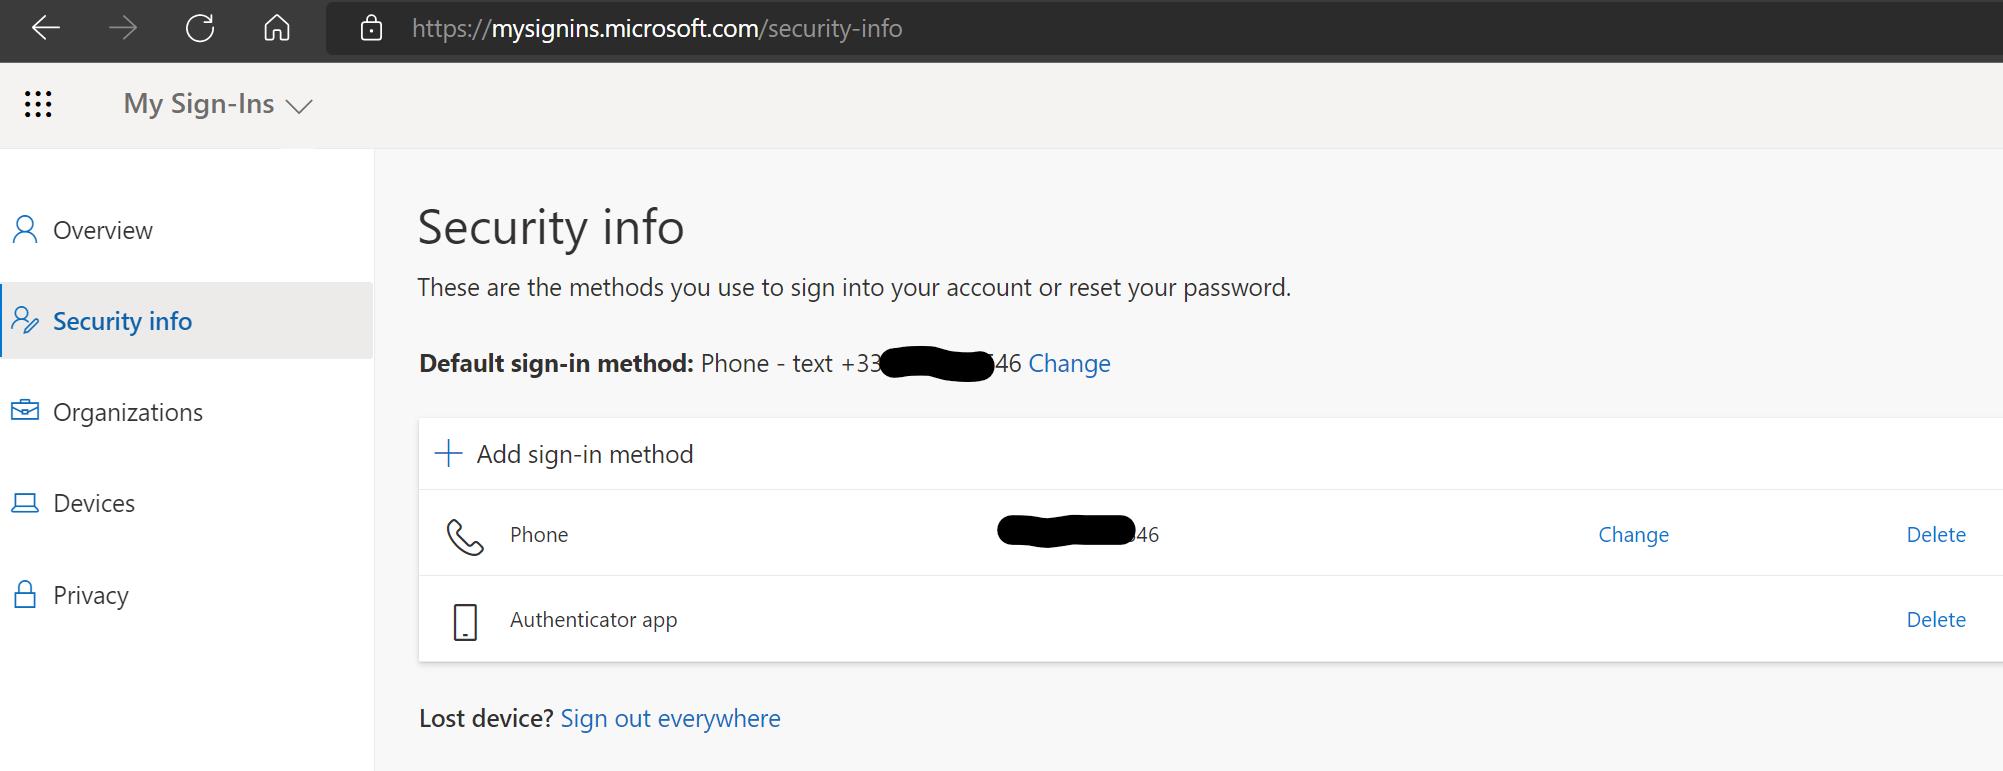 https://mysignins.microsoft.com/security-info
My Sign-Ins
Overview
Security info
Organizations
Devices
Privacy
Security info
These are the methods you use to sign into your account or reset your password.
Default sign-in method: Phone - text +33 46 Change
Add sign-in method
Phone 46 Change Delete
Authenticator app Delete
Lost device? Sign out everywhere